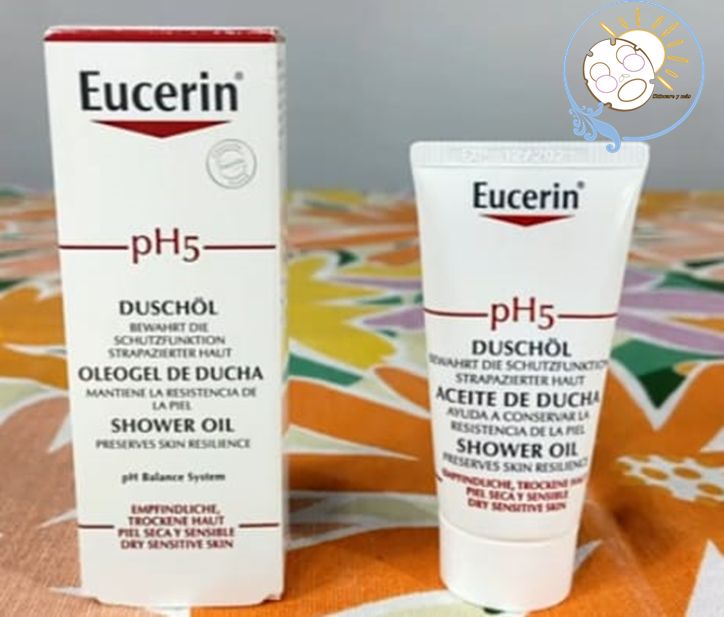 Eucerin®
pH5
DUSCHÖL
BEWAHRT DIE
SCHUTZFUNKTION
STRAPAZIERTER HAUT
OLEOGEL DE DUCHA
MANTIENE LA RESISTENCIA DE
LA PIEL
SHOWER OIL
PRESERVES SKIN RESILIENCE
pH Balance System
EMPFINDLICHE,
TROCKENE HAUT
PIEL SECA Y SENSIBLE
DRY SENSITIVE SKIN
Eucerin®
pH5
DUSCHÖL
BEWAHRT DIE SCHUTZFUNKTION
STRAPAZIERTER HAUT
ACEITE DE DUCHA
AYUDA A CONSERVAR LA
RESISTENCIA DE LA PIEL
SHOWER OIL
PRESERVES SKIN RESILIENCE
EMPFINDLICHE, TROCKENE HAUT
PIEL SECA Y SENSIBLE
DRY SENSITIVE SKIN